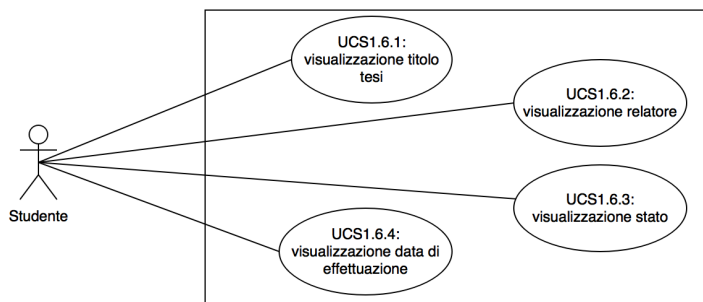 UCS1.6.1:
visualizzazione titolo
tesi
UCS1.6.2:
visualizzazione relatore
Studente
UCS1.6.3:
visualizzazione stato
UCS1.6.4:
visualizzazione data di
effettuazione